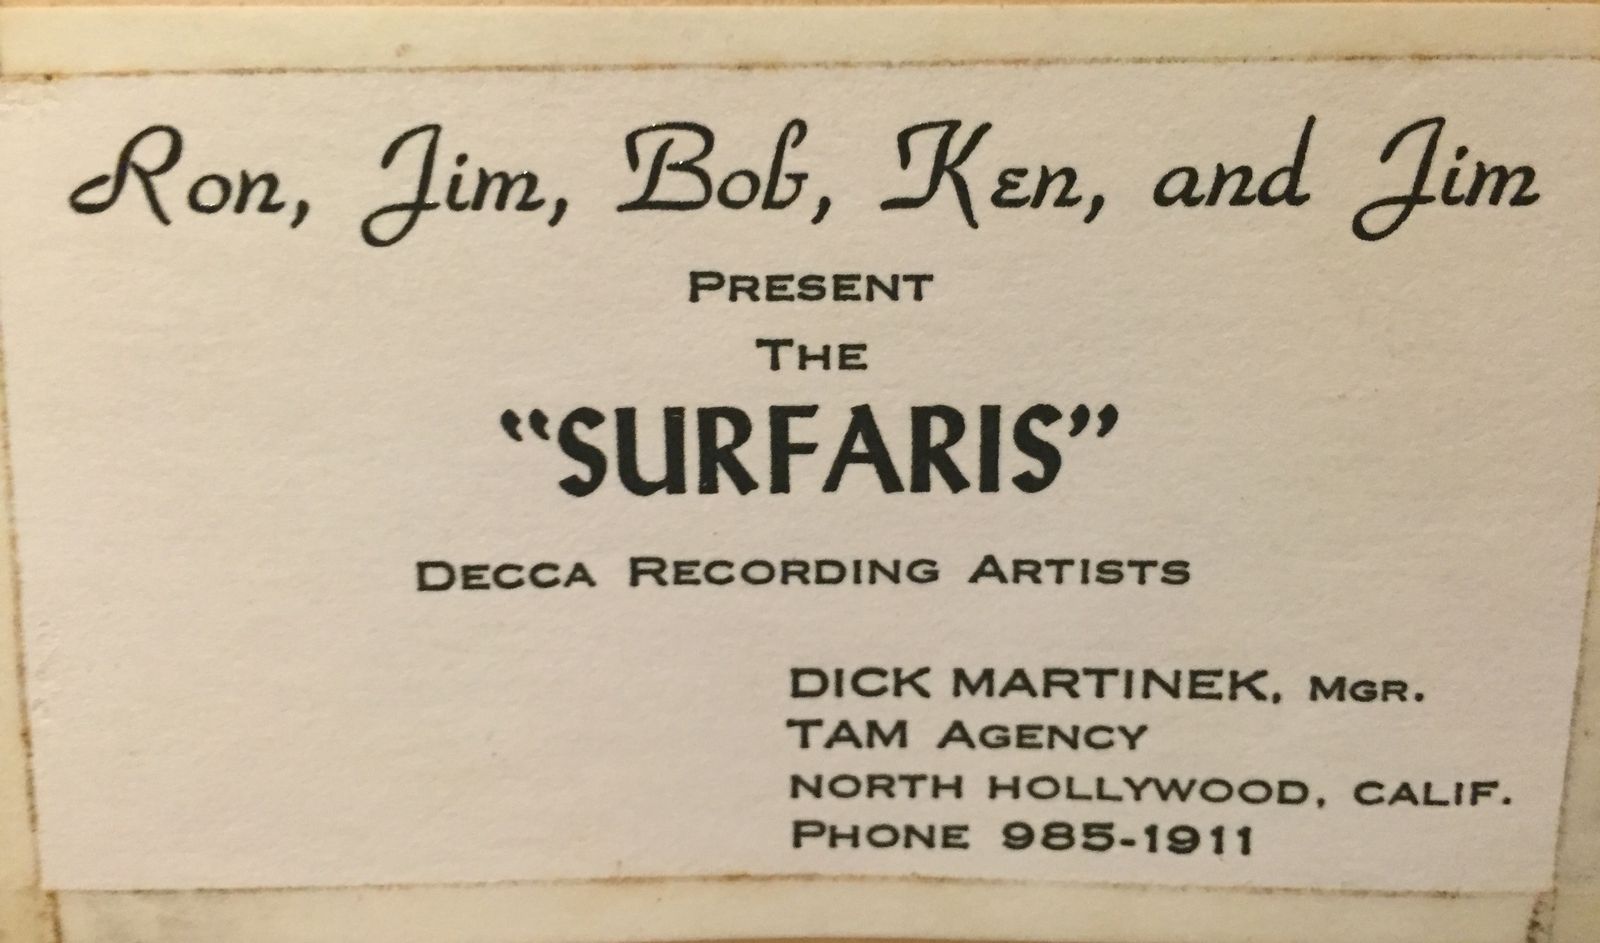 Ron, Jim, Bob, Ken, and Jim
PRESENT
THE
“SURFARIS”
DECCA RECORDING ARTISTS
DICK MARTINEK, MGR.
TAM AGENCY
NORTH HOLLYWOOD, CALIF.
PHONE 985-1911